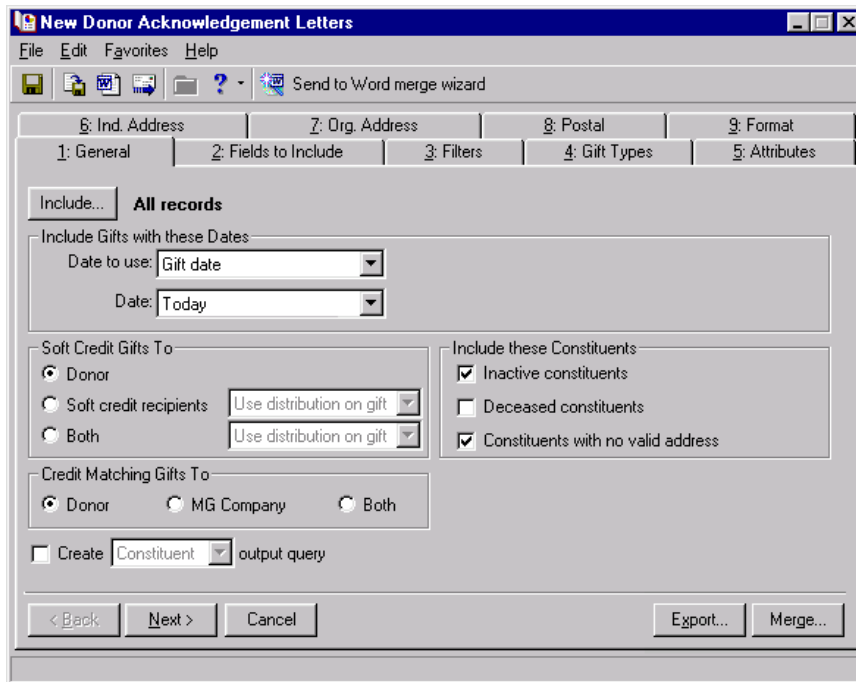 New Donor Acknowledgement Letters
File Edit Favorites Help
Send to Word merge wizard
6: Ind. Address 7: Org. Address 8: Postal 9: Format
1: General 2: Fields to Include 3: Filters 4: Gift Types 5: Attributes
Include... All records
Include Gifts with these Dates
Date to use: Gift date
Date: Today
Soft Credit Gifts To
Donor
Soft credit recipients Use distribution on gift
Both Use distribution on gift
Include these Constituents
Inactive constituents
Deceased constituents
Constituents with no valid address
Credit Matching Gifts To
Donor MG Company Both
Create Constituent output query
< Back Next > Cancel Export... Merge...